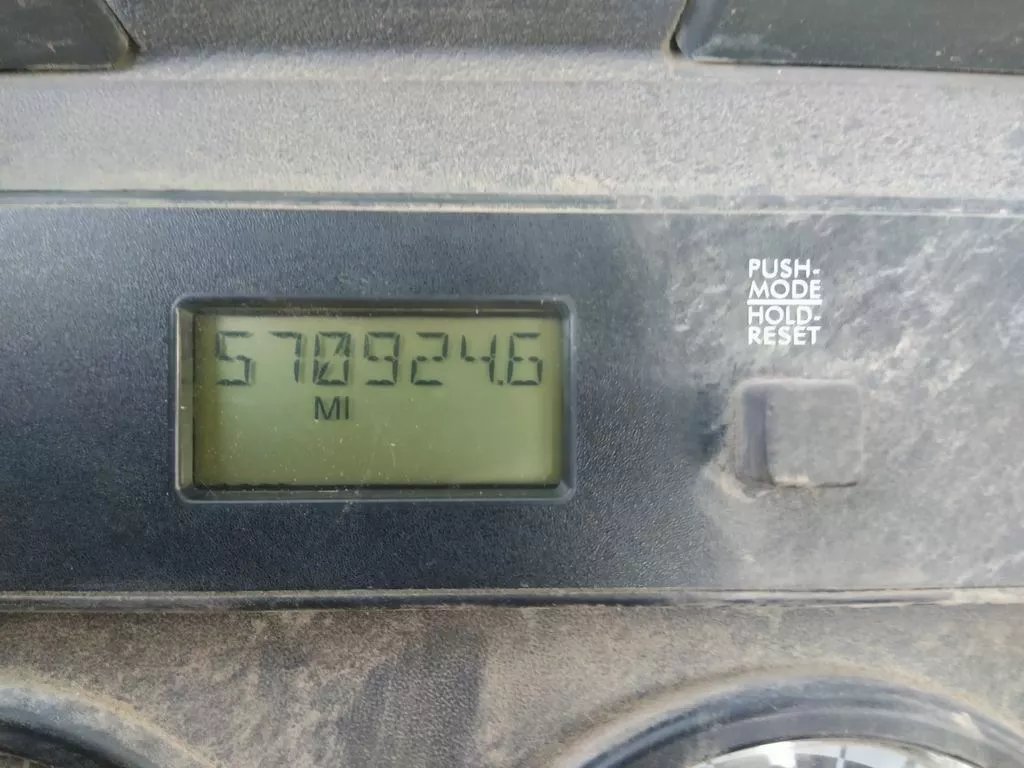 570924.6
MI
PUSH-
MODE
HOLD-
RESET